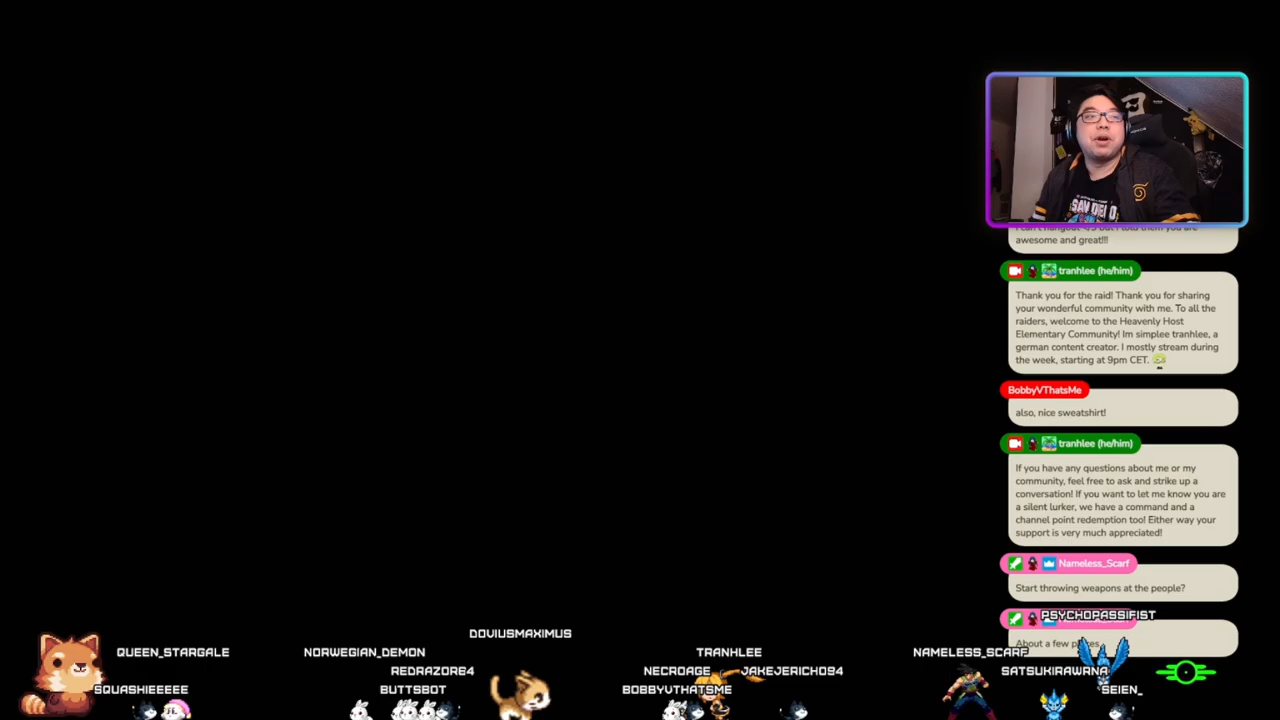 SAN DIEGO
awesome and great!!!
tranhlee (he/him)
Thank you for the raid! Thank you for sharing
your wonderful community with me. To all the
raiders, welcome to the Heavenly Host
Elementary Community! Im simplee tranhlee, a
german content creator. I mostly stream during
the week, starting at 9pm CET.
BobbyVThatsMe
also, nice sweatshirt!
tranhlee (he/him)
If you have any questions about me or my
community, feel free to ask and strike up a
conversation! If you want to let me know you are
a silent lurker, we have a command and a
channel point redemption too! Either way your
support is very much appreciated!
Nameless_Scarf
Start throwing weapons at the people?
PSYCHOPASSIFIST
About a few
DOVIUSMAXIMUS
QUEEN_STARGALE
NORWEGIAN_DEMON
TRANHLEE
NAMELESS_SCARF
REDRAZOR64
NECROAGE
JAKEJERICHO94
SATSUKIRAWRNA
SQUASHIEEEEE
BUTTSBOT
BOBBYVTHATSME
SEIEN_